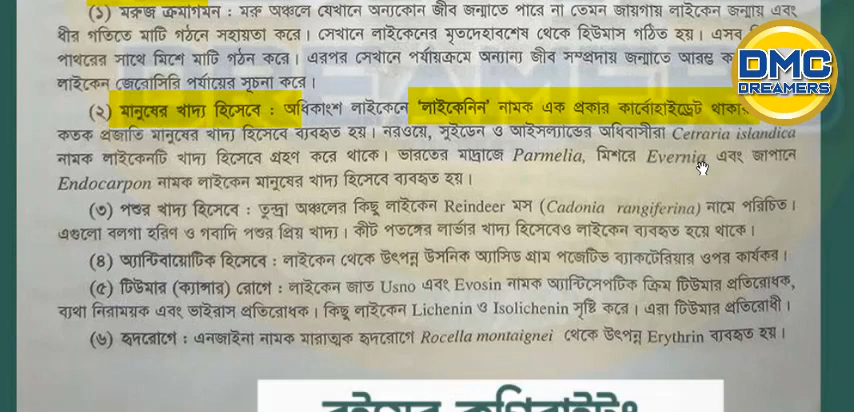 (১) মরুজ ক্রমাগমন : মরু অঞ্চলে যেখানে অন্যকোন জীব জন্মাতে পারে না তেমন জায়গায় লাইকেন জন্মায় এবং
ধীর গতিতে মাটি গঠনে সহায়তা করে। সেখানে লাইকেনের মৃতদেহাবশেষ থেকে হিউমাস গঠিত হয়। এসব
পাথরের সাথে মিশে মাটি গঠন করে। এরপর সেখানে পর্যায়ক্রমে অন্যান্য জীব সম্প্রদায় জন্মাতে আরম্ভ
লাইকেন জেরোসিরি পর্যায়ের সূচনা করে।
(২) মানুষের খাদ্য হিসেবে : অধিকাংশ লাইকেনে 'লাইকেনিন' নামক এক প্রকার কার্বোহাইড্রেট থাকায়
কতক প্রজাতি মানুষের খাদ্য হিসেবে ব্যবহৃত হয়। নরওয়ে, সুইডেন ও আইসল্যান্ডের অধিবাসীরা Cetraria islandica
নামক লাইকেনটি খাদ্য হিসেবে গ্রহণ করে থাকে। ভারতের মাদ্রাজে Parmelia, মিশরে Evernia এবং জাপানে
Endocarpon নামক লাইকেন মানুষের খাদ্য হিসেবে ব্যবহৃত হয়।
(৩) পশুর খাদ্য হিসেবে : তুন্দ্রা অঞ্চলের কিছু লাইকেন Reindeer মস (Cadonia rangiferina) নামে পরিচিত।
এগুলো বলগা হরিণ ও গবাদি পশুর প্রিয় খাদ্য। কীট পতঙ্গের লার্ভার খাদ্য হিসেবেও লাইকেন ব্যবহৃত হয়ে থাকে।
(৪) অ্যান্টিবায়োটিক হিসেবে : লাইকেন থেকে উৎপন্ন উসনিক অ্যাসিড গ্রাম পজেটিভ ব্যাকটেরিয়ার ওপর কার্যকর।
(৫) টিউমার (ক্যান্সার) রোগে : লাইকেন জাত Usno এবং Evosin নামক অ্যান্টিসেপটিক ক্রিম টিউমার প্রতিরোধক,
ব্যথা নিরাময়ক এবং ভাইরাস প্রতিরোধক। কিছু লাইকেন Lichenin ও Isolichenin সৃষ্টি করে। এরা টিউমার প্রতিরোধী।
(৬) হৃদরোগে : এনজাইনা নামক মারাত্মক হৃদরোগে Rocella montaignei থেকে উৎপন্ন Erythrin ব্যবহৃত হয়।
DMC
DREAMERS